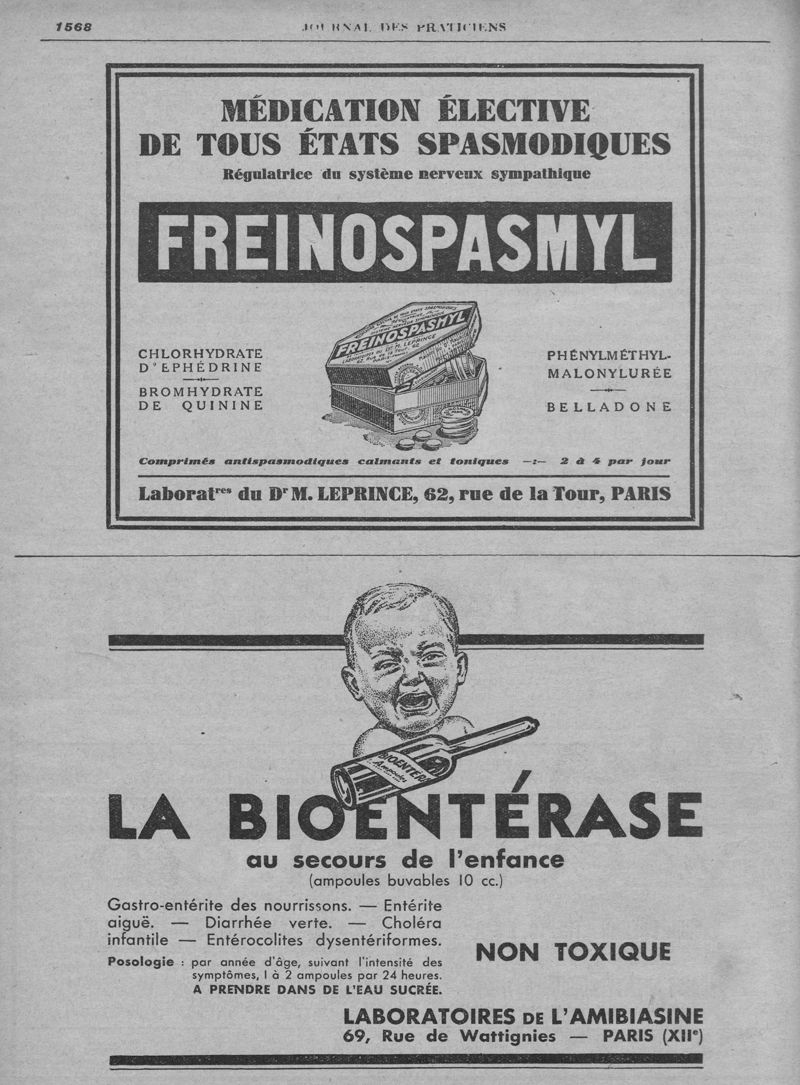 1568
JOURNAL DES PRATICIENS
MÉDICATION ÉLECTIVE
DE TOUS ÉTATS SPASMODIQUES
Régulatrice du système nerveux sympathique
FREINOSPASMYL
FREINOSPASMYL
CHLORHYDRATE
D'EPHÉDRINE
BROMHYDRATE
DE QUININE
PHÉNYLMÉTHYL-
MALONYLURÉE
BELLADONE
Comprimés antispasmodiques calmants et toniques —:— 2 à 4 par jour
Laborat.res du Dr M. LEPRINCE, 62, rue de la Tour, PARIS
BIOENTER
Ampoules
LA BIOENTÉRASE
au secours de l'enfance
(ampoules buvables 10 cc.)
Gastro-entérite des nourrissons. — Entérite
aiguë. — Diarrhée verte. — Choléra
infantile — Entérocolites dysentériformes.
Posologie : par année d'âge, suivant l'intensité des
symptômes, 1 à 2 ampoules par 24 heures.
A PRENDRE DANS DE L'EAU SUCRÉE.
NON TOXIQUE
LABORATOIRES DE L'AMIBIASINE
69, Rue de Wattignies — PARIS (XIIe)